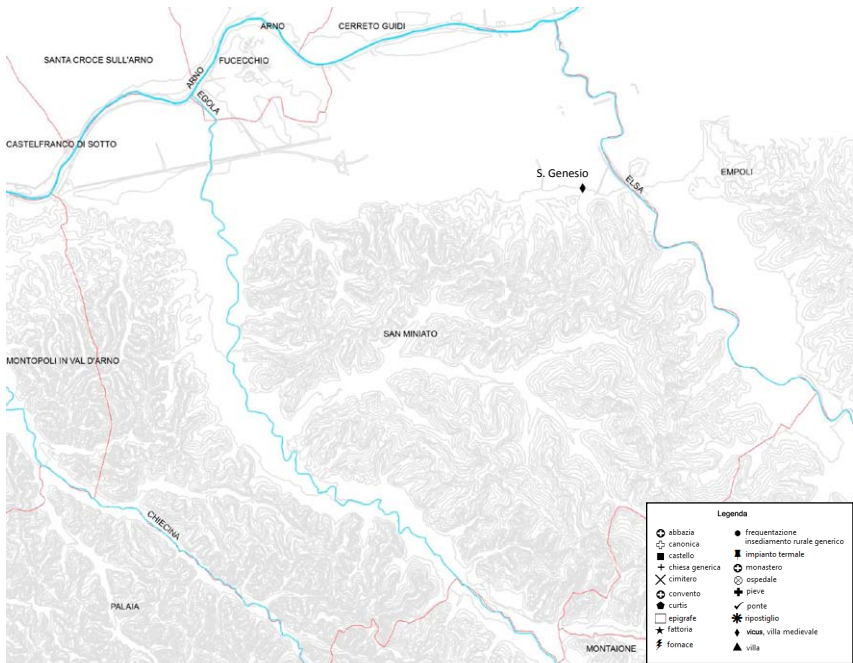 ARNO
CERRETO GUIDI
SANTA CROCE SULL'ARNO
FUCECCHIO
ARNO
EGOLA
CASTELFRANCO DI SOTTO
S. Genesio
ELSA
EMPOLI
SAN MINIATO
MONTOPOLI IN VAL D'ARNO
CHIECINA
PALAIA
MONTAIONE
Legenda
abbazia
canonica
castello
chiesa generica
cimitero
convento
curtis
epigrafe
fattoria
fornace
frequentazione
insediamento rurale generico
impianto termale
monastero
ospedale
pieve
ponte
ripostiglio
vicus, villa medievale
villa